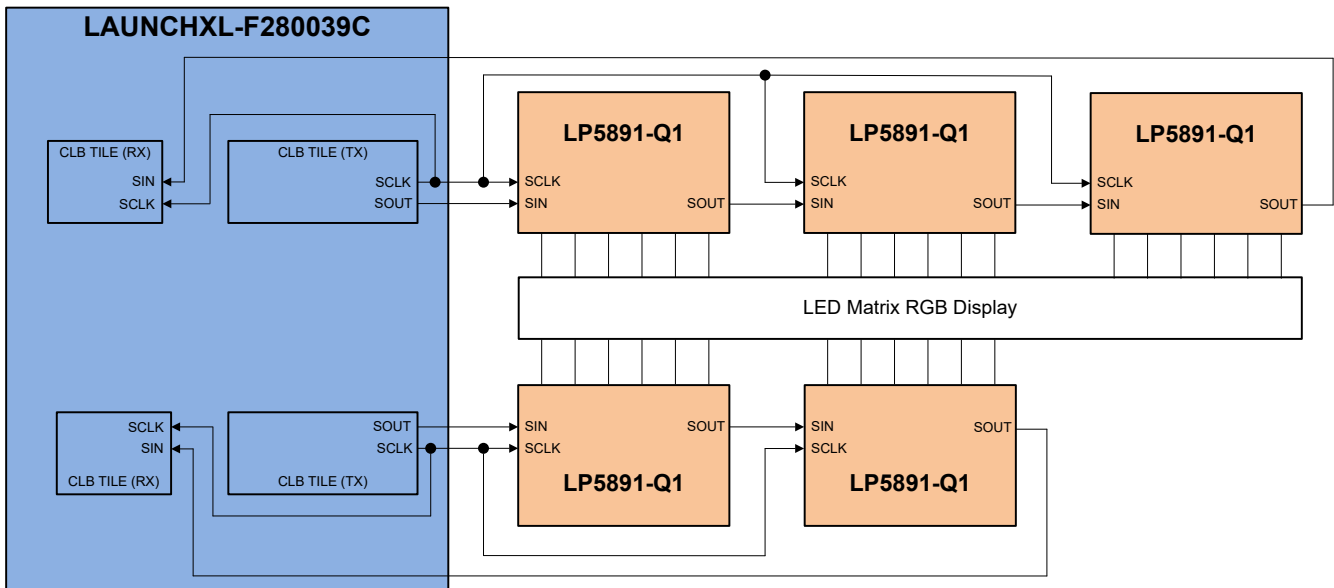 LAUNCHXL-F280039C
CLB TILE (RX)
SIN
SCLK
CLB TILE (TX)
SCLK
SOUT
LP5891-Q1
SCLK
SIN
SOUT
LP5891-Q1
SCLK
SIN
SOUT
LP5891-Q1
SCLK
SIN
SOUT
LED Matrix RGB Display
SCLK
SIN
CLB TILE (RX)
SOUT
SCLK
CLB TILE (TX)
SIN
SCLK
SOUT
LP5891-Q1
SIN
SCLK
SOUT
LP5891-Q1